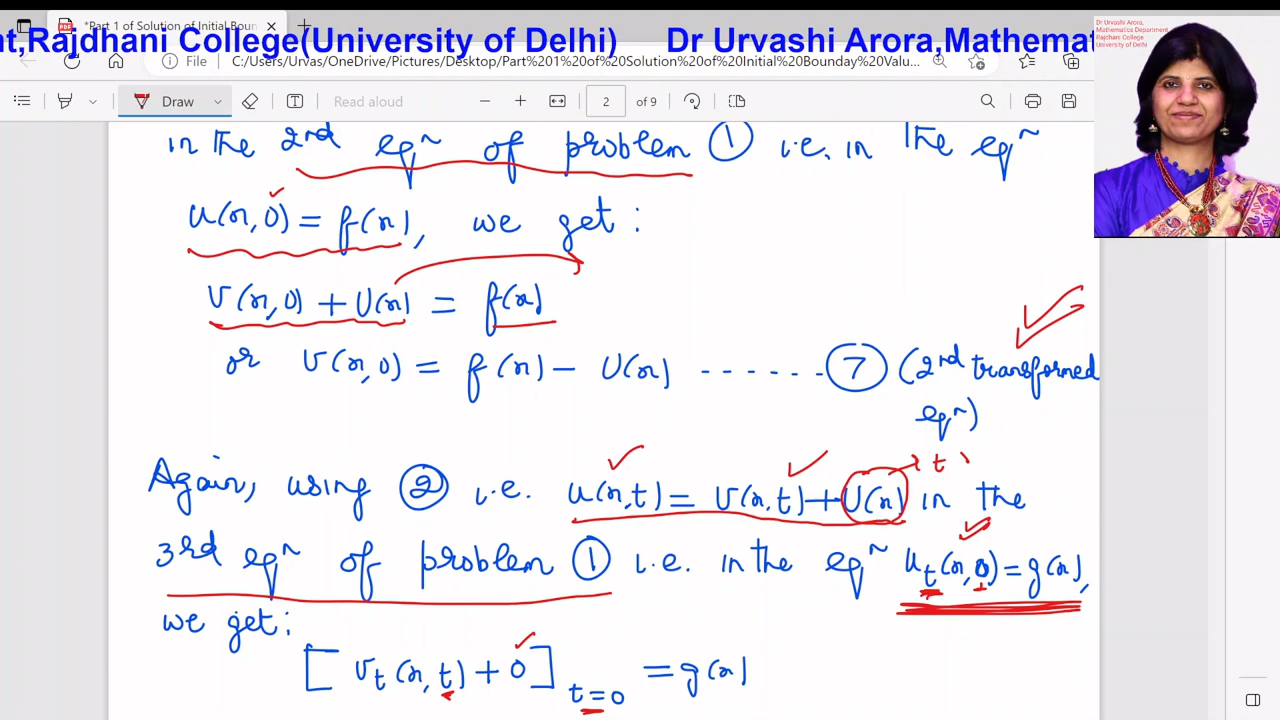 *Part 1 of Solution of Initial Boun
nt,Rajdhani College(University of Delhi) Dr Urvashi Arora,Mathemat
Dr Urvashi Arora,
Mathematics Department
Rajdhani College
University of Delhi
File C:/Users/Urvas/OneDrive/Pictures/Desktop/Part%201%20of%20Solution%20of%20Initial%20Bounday%20Valu...
Draw Read aloud 2 of 9
in the 2nd eqn of problem ① i.e. in the eqn
u(x,0) = f(x), we get:
v(x,0) + U(x) = f(x)
or v(x,0) = f(x) - U(x) ...... ⑦ (2nd transformed
eqn)
Again, using ② i.e. u(x,t) = v(x,t) + U(x) in the
t
3rd eqn of problem ① i.e. in the eqn u_t(x,0) = g(x),
we get:
[ v_t(x,t) + 0 ]_{t=0} = g(x)